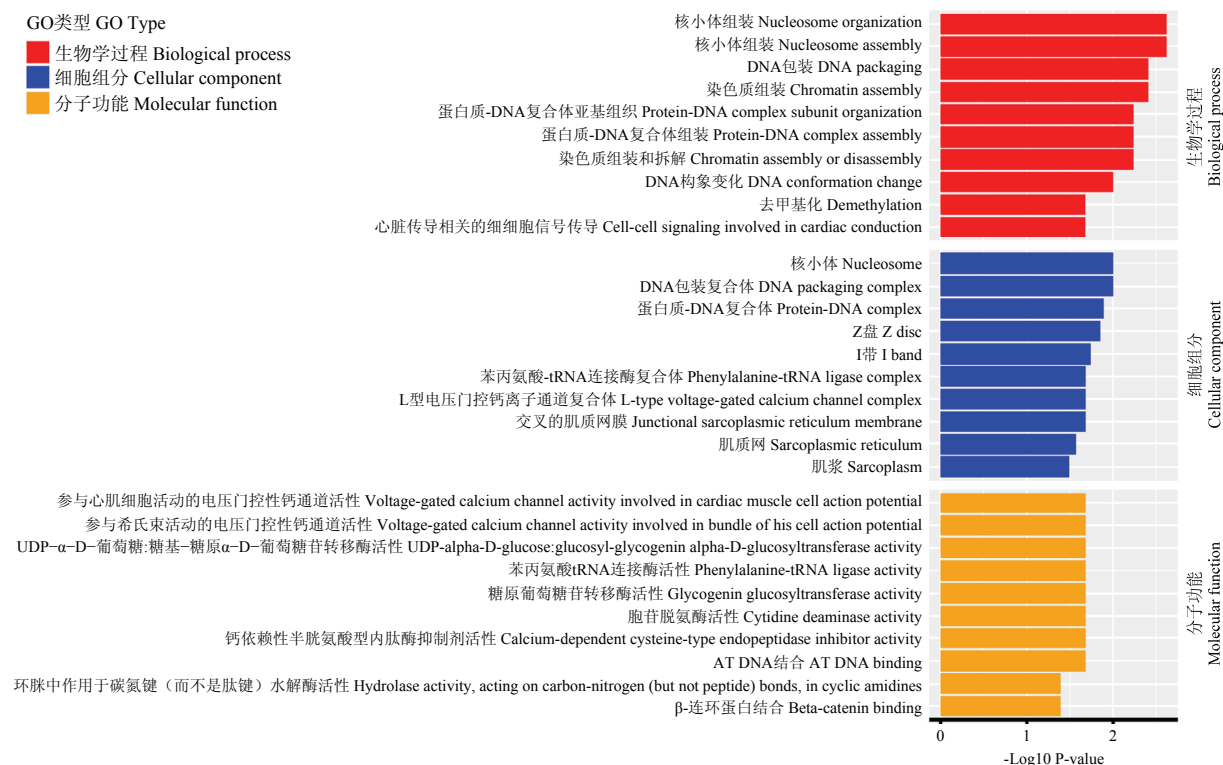 GO类型 GO Type
生物学过程 Biological process
细胞组分 Cellular component
分子功能 Molecular function
核小体组装 Nucleosome organization
核小体组装 Nucleosome assembly
DNA包装 DNA packaging
染色质组装 Chromatin assembly
蛋白质-DNA复合体亚基组织 Protein-DNA complex subunit organization
蛋白质-DNA复合体组装 Protein-DNA complex assembly
染色质组装和拆解 Chromatin assembly or disassembly
DNA构象变化 DNA conformation change
去甲基化 Demethylation
心脏传导相关的细细胞信号传导 Cell-cell signaling involved in cardiac conduction
生物学过程
Biological process
核小体 Nucleosome
DNA包装复合体 DNA packaging complex
蛋白质-DNA复合体 Protein-DNA complex
Z盘 Z disc
I带 I band
苯丙氨酸-tRNA连接酶复合体 Phenylalanine-tRNA ligase complex
L型电压门控钙离子通道复合体 L-type voltage-gated calcium channel complex
交叉的肌质网膜 Junctional sarcoplasmic reticulum membrane
肌质网 Sarcoplasmic reticulum
肌浆 Sarcoplasm
细胞组分
Cellular component
参与心肌细胞活动的电压门控性钙通道活性 Voltage-gated calcium channel activity involved in cardiac muscle cell action potential
参与希氏束活动的电压门控性钙通道活性 Voltage-gated calcium channel activity involved in bundle of his cell action potential
UDP−α−D−葡萄糖:糖基−糖原α−D−葡萄糖苷转移酶活性 UDP-alpha-D-glucose:glucosyl-glycogenin alpha-D-glucosyltransferase activity
苯丙氨酸tRNA连接酶活性 Phenylalanine-tRNA ligase activity
糖原葡萄糖苷转移酶活性 Glycogenin glucosyltransferase activity
胞苷脱氨酶活性 Cytidine deaminase activity
钙依赖性半胱氨酸型内肽酶抑制剂活性 Calcium-dependent cysteine-type endopeptidase inhibitor activity
AT DNA结合 AT DNA binding
环脒中作用于碳氮键（而不是肽键）水解酶活性 Hydrolase activity, acting on carbon-nitrogen (but not peptide) bonds, in cyclic amidines
β-连环蛋白结合 Beta-catenin binding
分子功能
Molecular function
0 1 2
-Log10 P-value